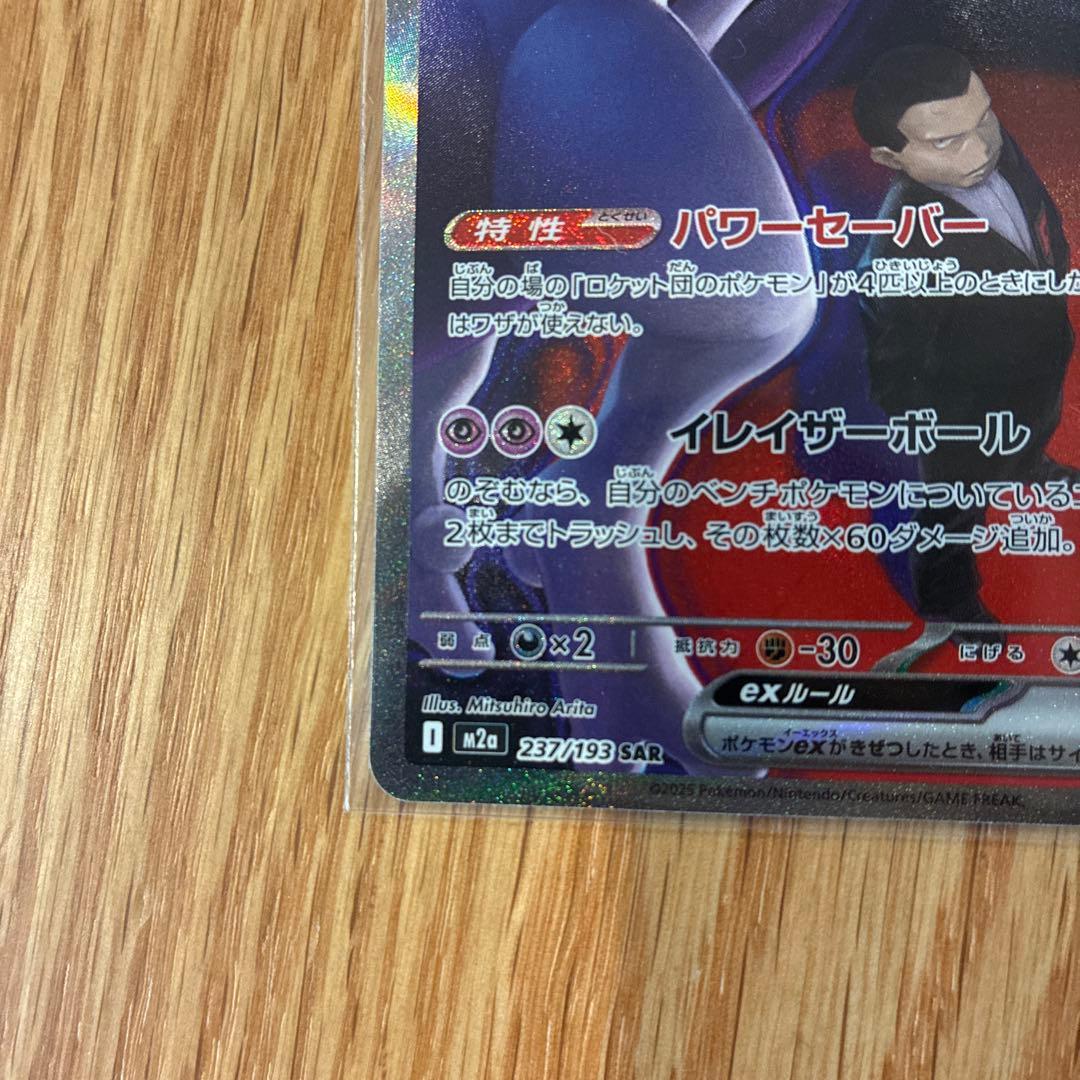 特性 とくせい パワーセーバー
じぶん ば だん ひきいじょう
自分の場の「ロケット団のポケモン」が4匹以上のときにした
つか
はワザが使えない。
イレイザーボール
じぶん
のぞむなら、自分のベンチポケモンについているエ
まい まいすう ついか
2枚までトラッシュし、その枚数×60ダメージ追加。
弱点 ×2 抵抗力 -30 にげる
exルール
Illus. Mitsuhiro Arita
イーエックス あいて
I m2a 237/193 SAR ポケモンexがきぜつしたとき、相手はサイ
©2025 Pokémon/Nintendo/Creatures/GAME FREAK.